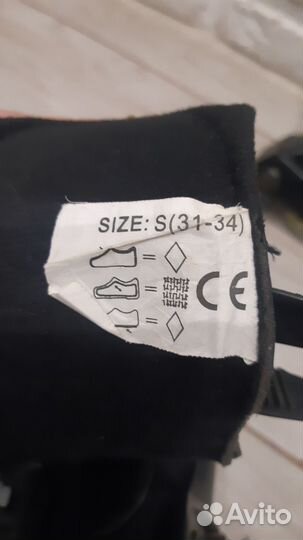 SIZE: S(31-34)
=
=
=
CE
Avito